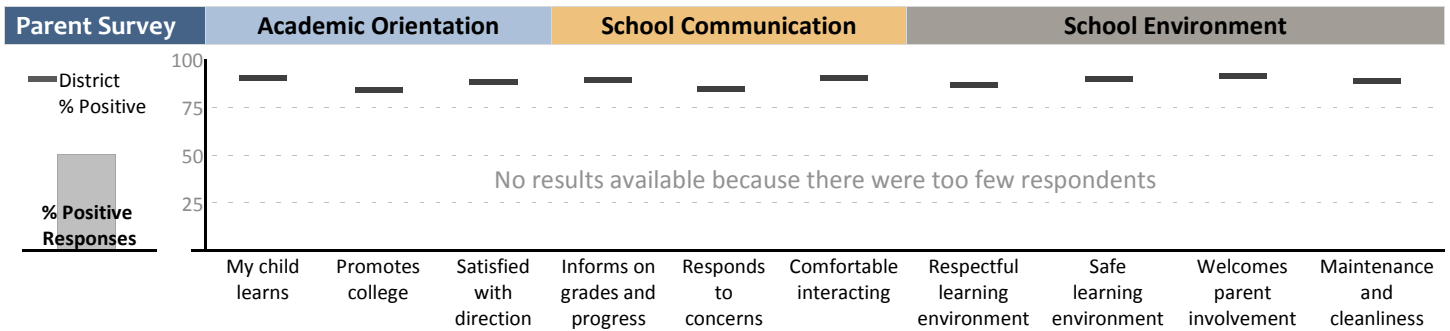 Parent Survey
Academic Orientation
School Communication
School Environment
District
% Positive
% Positive
Responses
100
75
50
25
No results available because there were too few respondents
My child
learns
Promotes
college
Satisfied
with
direction
Informs on
grades and
progress
Responds
to
concerns
Comfortable
interacting
Respectful
learning
environment
Safe
learning
environment
Welcomes
parent
involvement
Maintenance
and
cleanliness